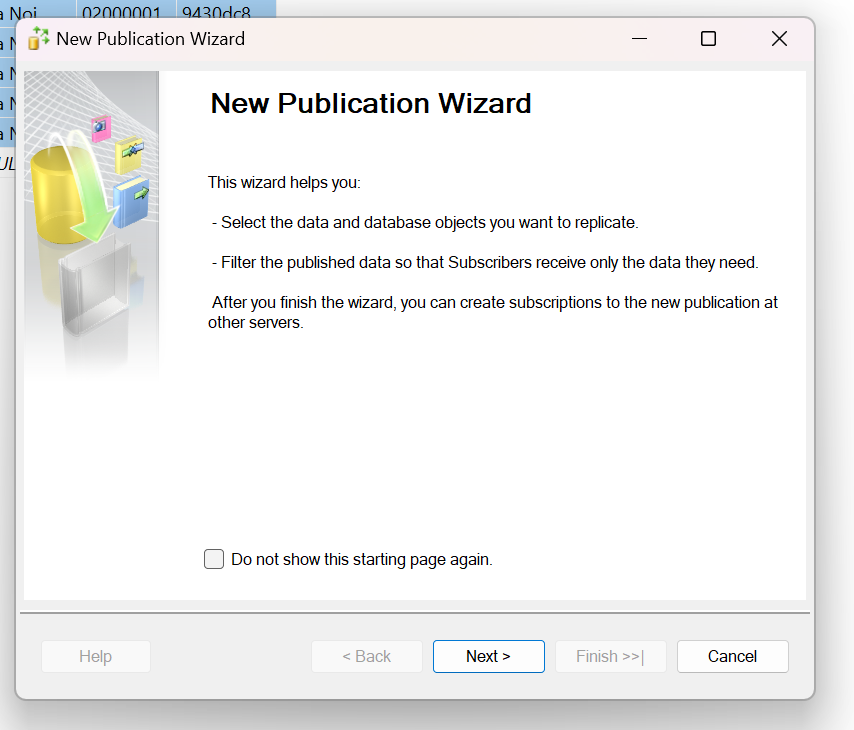 a Noi 02000001 9430dc8
New Publication Wizard
New Publication Wizard
This wizard helps you:
- Select the data and database objects you want to replicate.
- Filter the published data so that Subscribers receive only the data they need.
After you finish the wizard, you can create subscriptions to the new publication at
other servers.
Do not show this starting page again.
Help < Back Next > Finish >>| Cancel